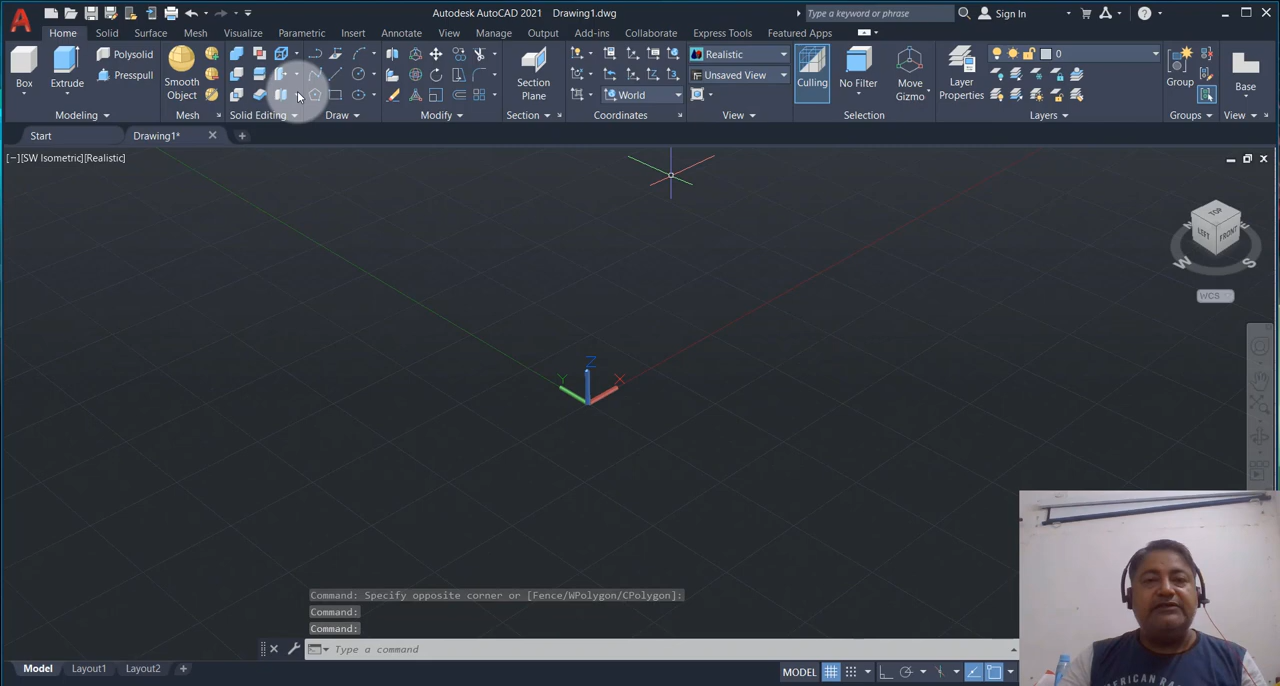 Autodesk AutoCAD 2021 Drawing1.dwg
Type a keyword or phrase
Sign In
Home Solid Surface Mesh Visualize Parametric Insert Annotate View Manage Output Add-ins Collaborate Express Tools Featured Apps
Box
Extrude
Polysolid
Presspull
Smooth
Object
Section
Plane
Realistic
Unsaved View
World
Culling
No Filter
Move
Gizmo
Layer
Properties
0
Group
Base
Modeling
Mesh
Solid Editing
Draw
Modify
Section
Coordinates
View
Selection
Layers
Groups
View
Start
Drawing1*
[−][SW Isometric][Realistic]
TOP
LEFT
FRONT
W
S
WCS
Z
Y
X
Command: Specify opposite corner or [Fence/WPolygon/CPolygon]:
Command:
Command:
Type a command
Model
Layout1
Layout2
MODEL